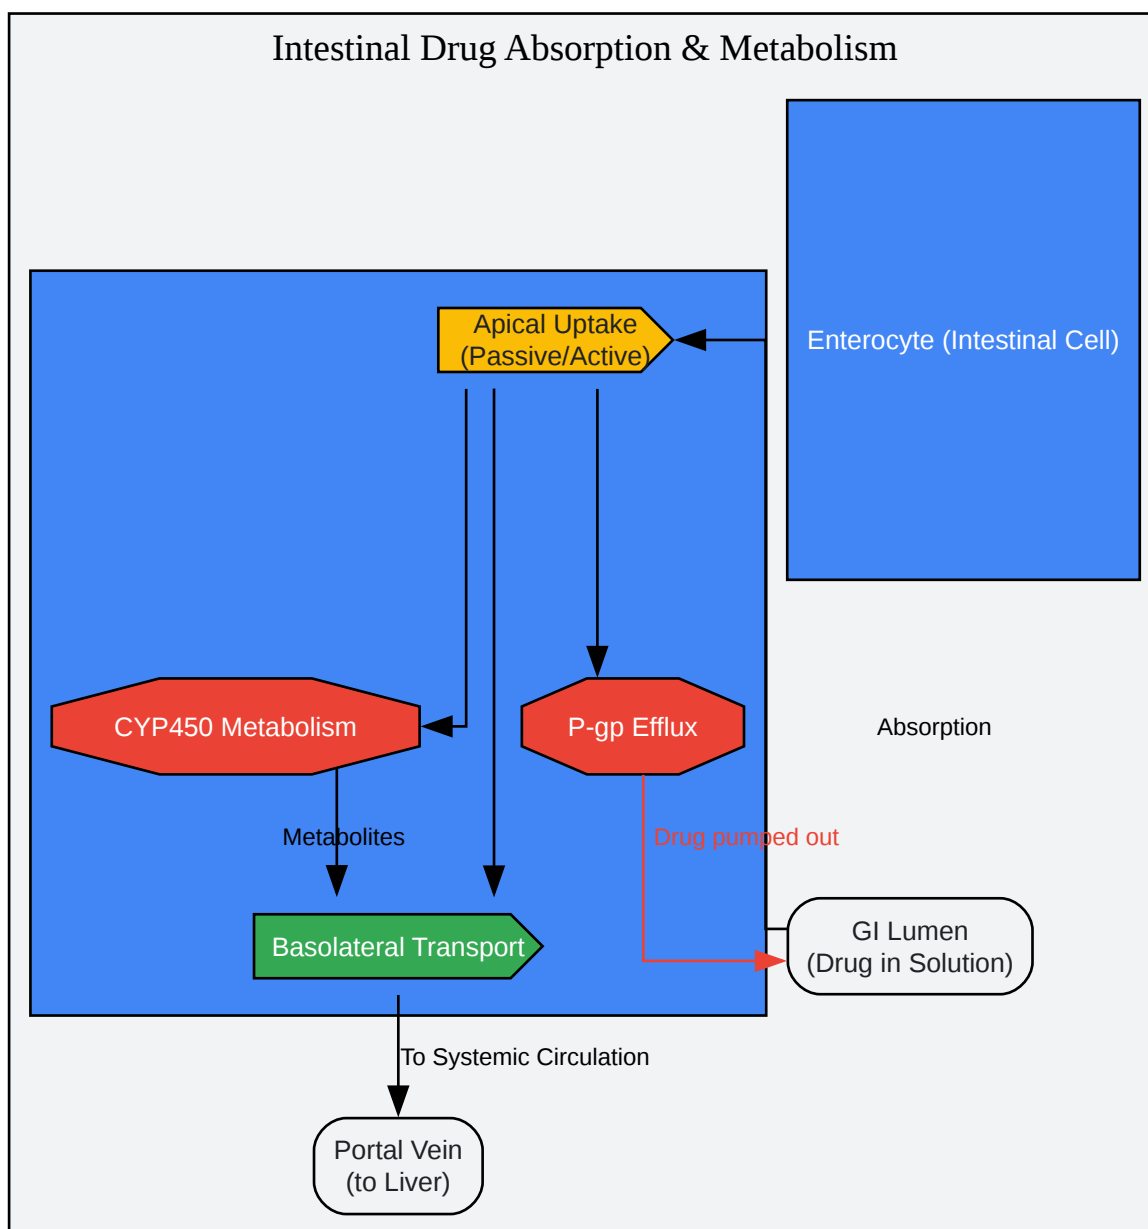 Intestinal Drug Absorption & Metabolism
Apical Uptake
(Passive/Active)
Enterocyte (Intestinal Cell)
CYP450 Metabolism
P-gp Efflux
Absorption
Metabolites
Drug pumped out
Basolateral Transport
GI Lumen
(Drug in Solution)
To Systemic Circulation
Portal Vein
(to Liver)